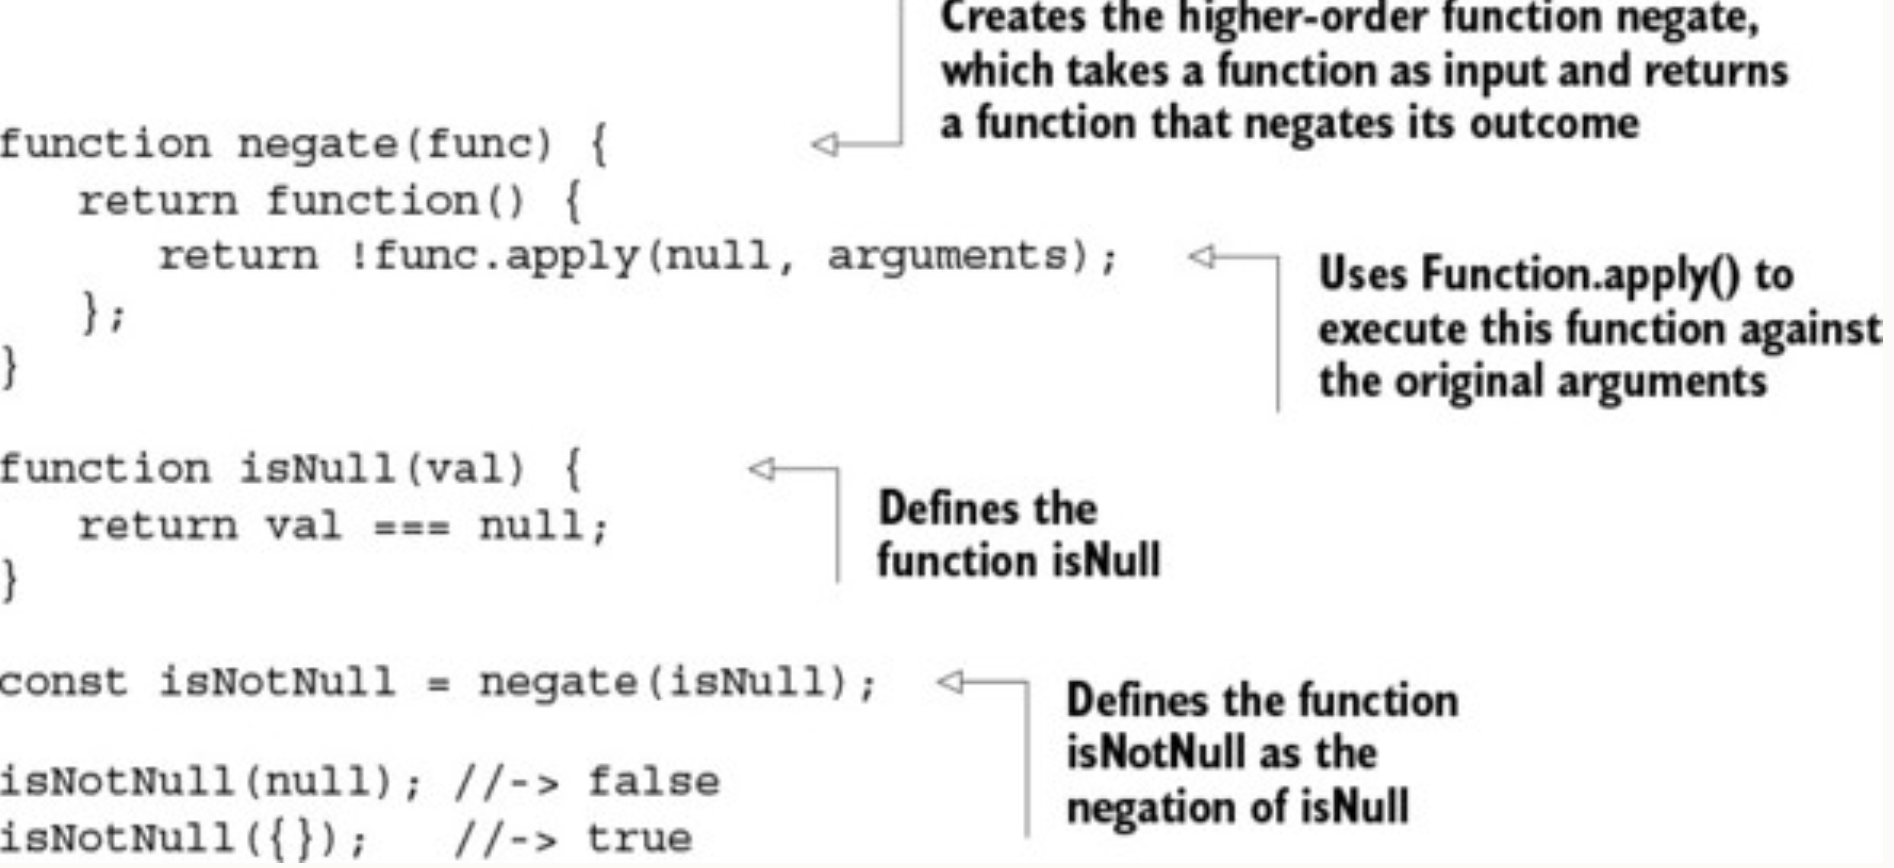 Creates the higher-order function negate,
which takes a function as input and returns
a function that negates its outcome
function negate(func) {
return function() {
return !func.apply(null, arguments);
};
}
Uses Function.apply() to
execute this function against
the original arguments
function isNull(val) {
return val === null;
}
Defines the
function isNull
const isNotNull = negate(isNull);
Defines the function
isNotNull as the
negation of isNull
isNotNull(null); //-> false
isNotNull({}); //-> true